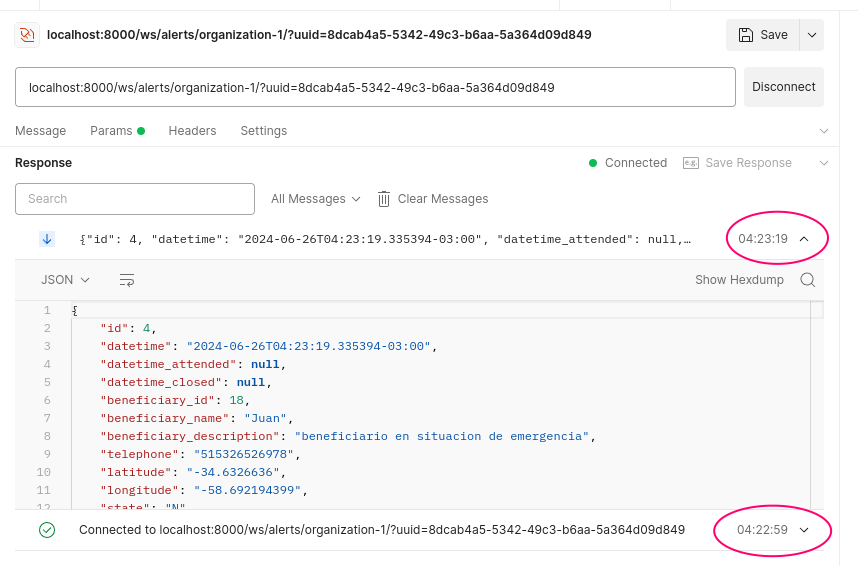 localhost:8000/ws/alerts/organization-1/?uuid=8dcab4a5-5342-49c3-b6aa-5a364d09d849
Save
localhost:8000/ws/alerts/organization-1/?uuid=8dcab4a5-5342-49c3-b6aa-5a364d09d849
Disconnect
Message Params Headers Settings
Response Connected e.g. Save Response
Search All Messages Clear Messages
{"id": 4, "datetime": "2024-06-26T04:23:19.335394-03:00", "datetime_attended": null,… 04:23:19
JSON Show Hexdump
1 {
2 "id": 4,
3 "datetime": "2024-06-26T04:23:19.335394-03:00",
4 "datetime_attended": null,
5 "datetime_closed": null,
6 "beneficiary_id": 18,
7 "beneficiary_name": "Juan",
8 "beneficiary_description": "beneficiario en situacion de emergencia",
9 "telephone": "515326526978",
10 "latitude": "-34.6326636",
11 "longitude": "-58.692194399",
12 "state": "N"
Connected to localhost:8000/ws/alerts/organization-1/?uuid=8dcab4a5-5342-49c3-b6aa-5a364d09d849 04:22:59